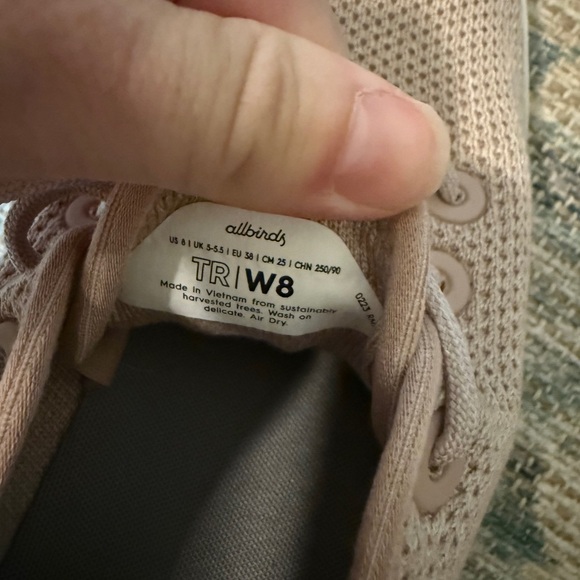 allbirds
US 8 | UK 5-5.5 | EU 38 | CM 25 | CHN 250/90
TR|W8
Made in Vietnam from sustainably
harvested trees. Wash on
delicate. Air Dry.
0223